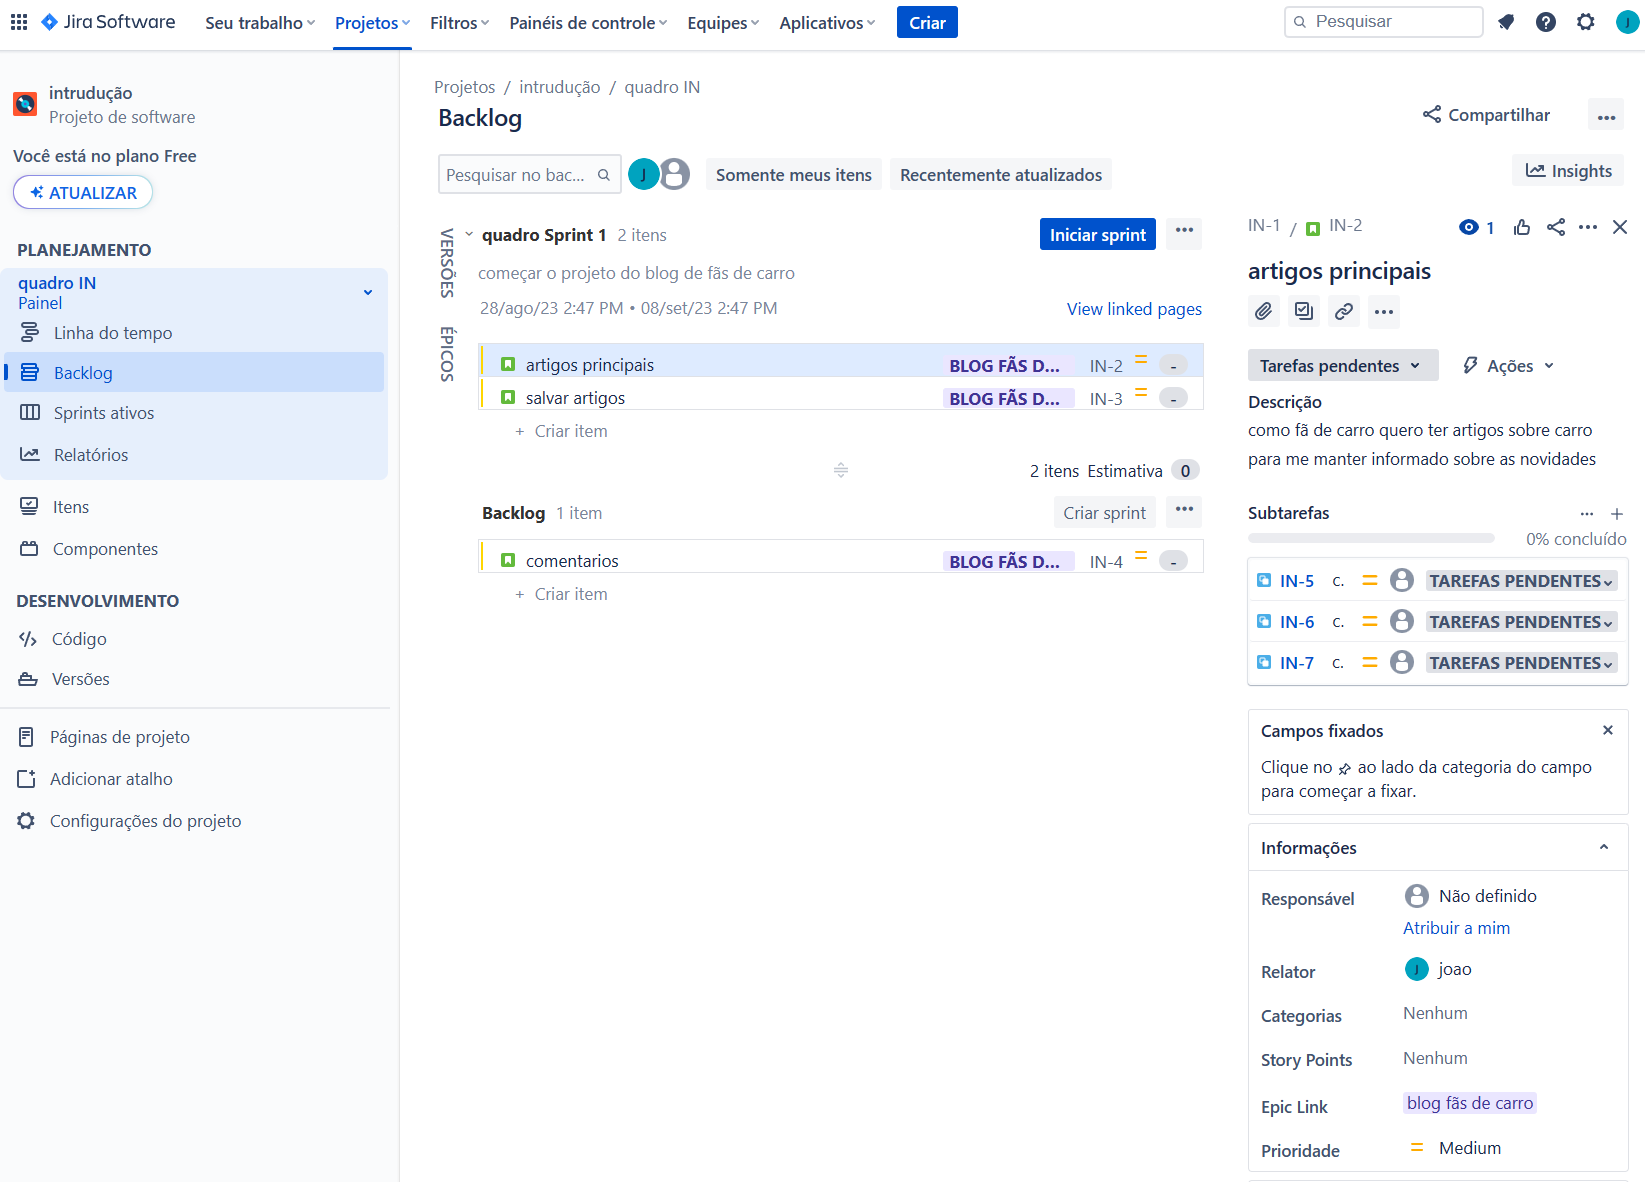 Jira Software
Seu trabalho
Projetos
Filtros
Painéis de controle
Equipes
Aplicativos
Criar
Pesquisar
J
intrudução
Projeto de software
Você está no plano Free
ATUALIZAR
PLANEJAMENTO
quadro IN
Painel
Linha do tempo
Backlog
Sprints ativos
Relatórios
Itens
Componentes
DESENVOLVIMENTO
Código
Versões
Páginas de projeto
Adicionar atalho
Configurações do projeto
Projetos / intrudução / quadro IN
Backlog
Compartilhar
Pesquisar no bac...
J
Somente meus itens
Recentemente atualizados
Insights
VERSÕES
ÉPICOS
quadro Sprint 1 2 itens
Iniciar sprint
começar o projeto do blog de fãs de carro
28/ago/23 2:47 PM • 08/set/23 2:47 PM
View linked pages
artigos principais BLOG FÃS D... IN-2 -
salvar artigos BLOG FÃS D... IN-3 -
+ Criar item
2 itens Estimativa 0
Backlog 1 item
Criar sprint
comentarios BLOG FÃS D... IN-4 -
+ Criar item
IN-1 / IN-2
1
artigos principais
Tarefas pendentes
Ações
Descrição
como fã de carro quero ter artigos sobre carro
para me manter informado sobre as novidades
Subtarefas
0% concluído
IN-5 c. TAREFAS PENDENTES
IN-6 c. TAREFAS PENDENTES
IN-7 c. TAREFAS PENDENTES
Campos fixados
Clique no ao lado da categoria do campo
para começar a fixar.
Informações
Responsável Não definido
Atribuir a mim
Relator J joao
Categorias Nenhum
Story Points Nenhum
Epic Link blog fãs de carro
Prioridade Medium